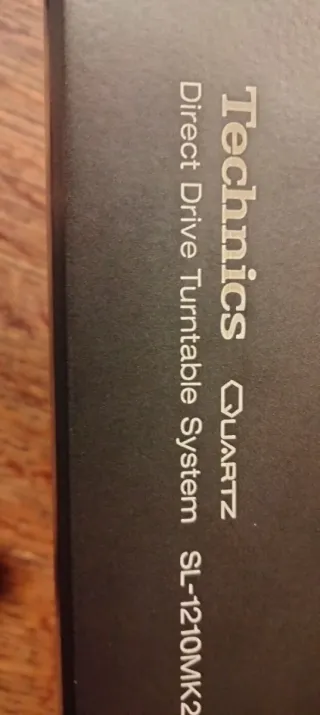 Technics QUARTZ
Direct Drive Turntable System SL-1210MK2